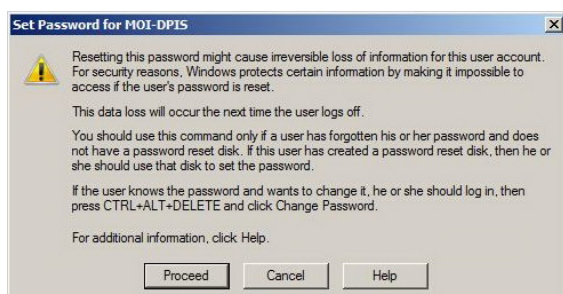 Set Password for MOI-DPIS
Resetting this password might cause irreversible loss of information for this user account.
For security reasons, Windows protects certain information by making it impossible to
access if the user's password is reset.
This data loss will occur the next time the user logs off.
You should use this command only if a user has forgotten his or her password and does
not have a password reset disk. If this user has created a password reset disk, then he or
she should use that disk to set the password.
If the user knows the password and wants to change it, he or she should log in, then
press CTRL+ALT+DELETE and click Change Password.
For additional information, click Help.
Proceed Cancel Help